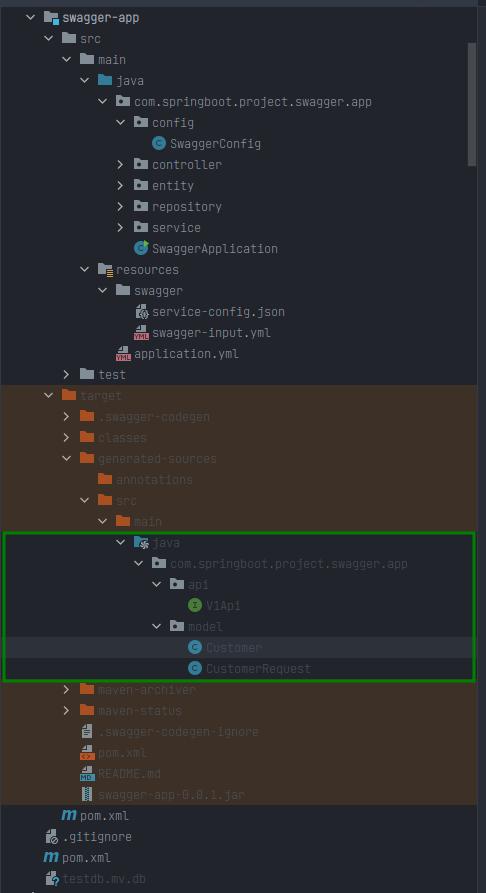 swagger-app
src
main
java
com.springboot.project.swagger.app
config
SwaggerConfig
controller
entity
repository
service
SwaggerApplication
resources
swagger
service-config.json
swagger-input.yml
application.yml
test
target
.swagger-codegen
classes
generated-sources
annotations
src
main
java
com.springboot.project.swagger.app
api
V1Api
model
Customer
CustomerRequest
maven-archiver
maven-status
.swagger-codegen-ignore
pom.xml
README.md
swagger-app-0.0.1.jar
pom.xml
.gitignore
pom.xml
testdb.mv.db